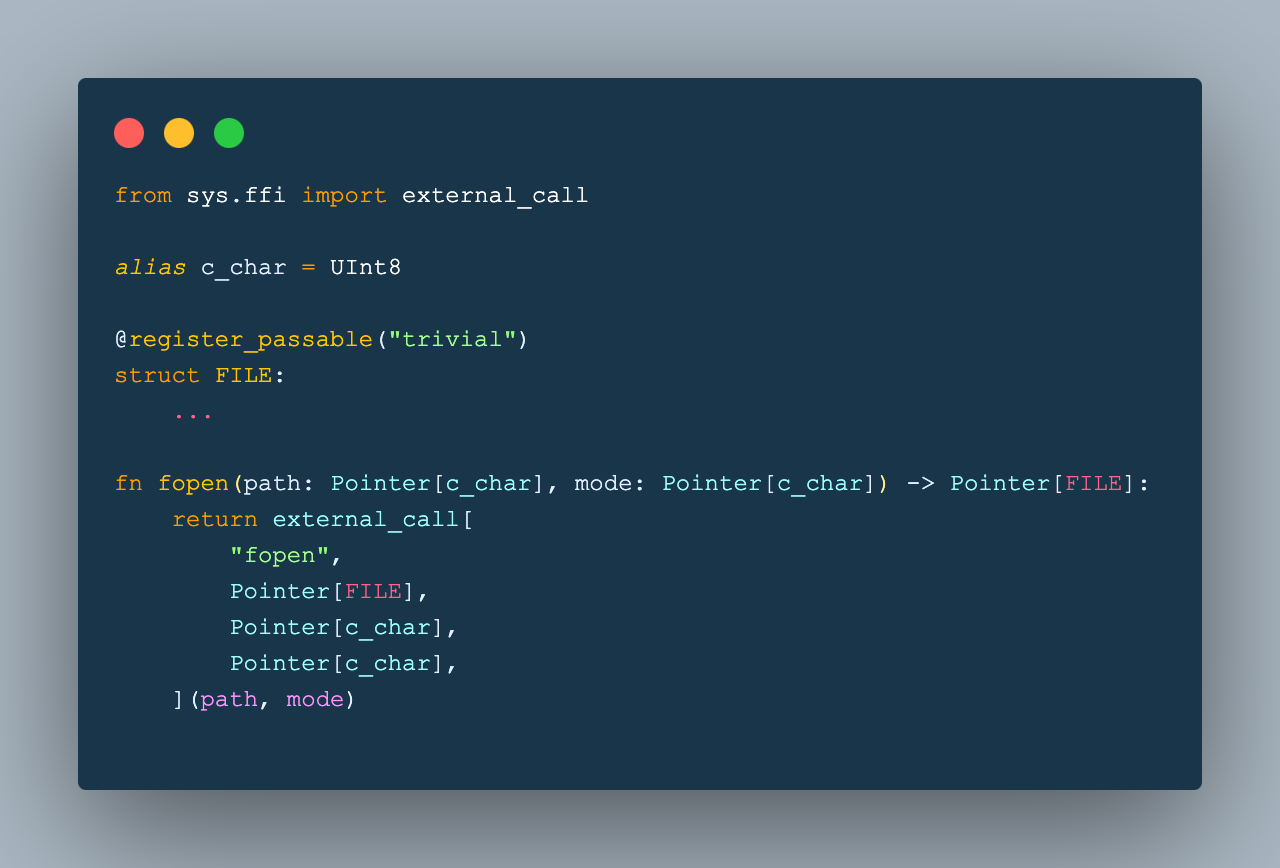 from sys.ffi import external_call
alias c_char = UInt8
@register_passable("trivial")
struct FILE:
    ...
fn fopen(path: Pointer[c_char], mode: Pointer[c_char]) -> Pointer[FILE]:
    return external_call[
        "fopen",
        Pointer[FILE],
        Pointer[c_char],
        Pointer[c_char],
    ](path, mode)